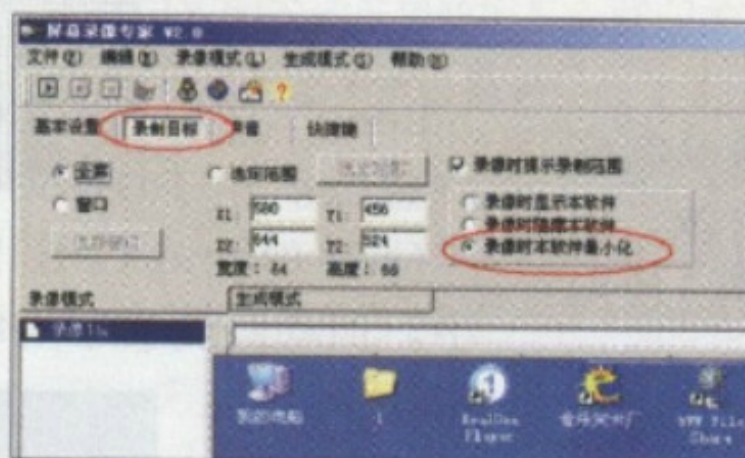 屏幕录像专家 V2.0
文件(F) 编辑(E) 录像模式(L) 生成模式(G) 帮助(H)
基本设置 录制目标 声音 快捷键
全屏 选定范围 录像时提示录制范围
窗口 X1: 580 Y1: 456 录像时显示本软件
录像时隐藏本软件
X2: 644 Y2: 524 录像时本软件最小化
宽度: 64 高度: 68
录像模式 生成模式
我的电脑 1 RealOne Player